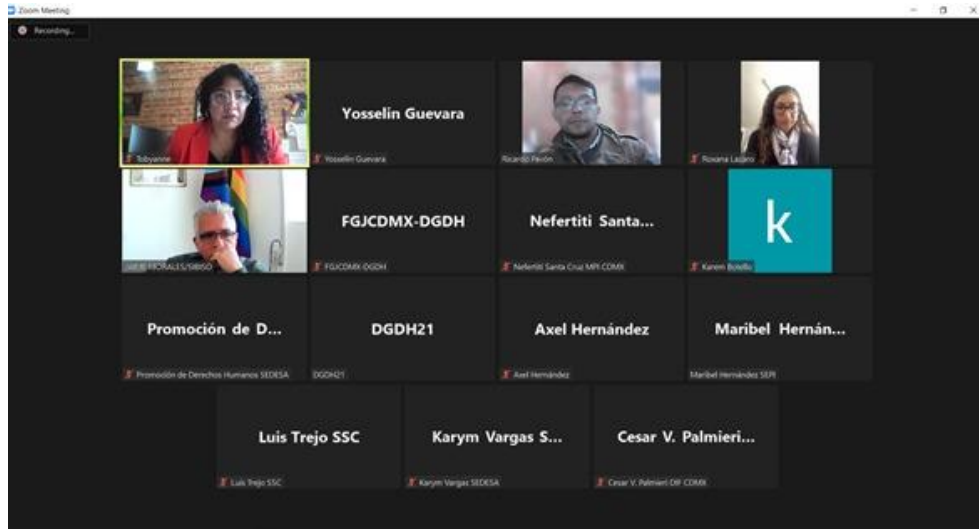 Zoom Meeting
Recording...
Tobyanne
Yosselin Guevara
Yosselin Guevara
Ricardo Pavón
Roxana Lazaro
MORALES/SIBISO
FGJCDMX-DGDH
FGJCDMX-DGDH
Nefertiti Santa...
Nefertiti Santa Cruz MPI CDMX
k
Karem Botello
Promoción de D...
Promoción de Derechos Humanos SEDESA
DGDH21
DGDH21
Axel Hernández
Axel Hernández
Maribel Hernán...
Maribel Hernández SEPI
Luis Trejo SSC
Luis Trejo SSC
Karym Vargas S...
Karym Vargas SEDESA
Cesar V. Palmieri...
Cesar V. Palmieri DIF CDMX